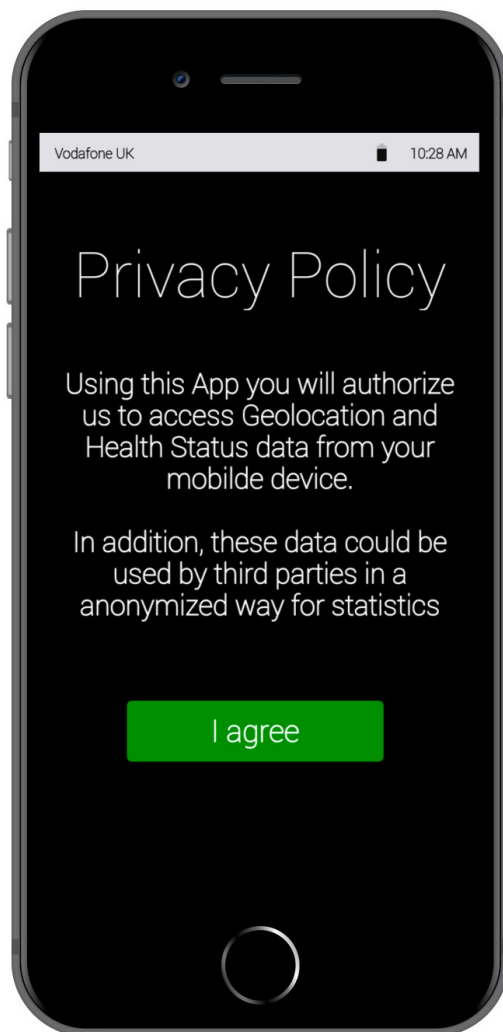 Vodafone UK 10:28 AM
Privacy Policy
Using this App you will authorize
us to access Geolocation and
Health Status data from your
mobilde device.
In addition, these data could be
used by third parties in a
anonymized way for statistics
I agree